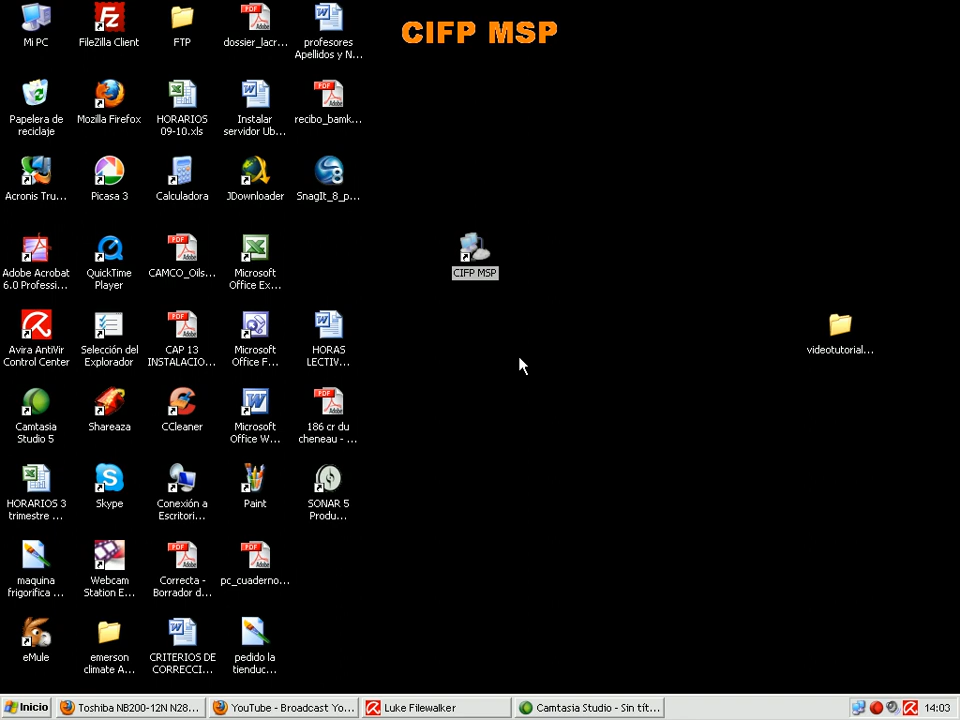 CIFP MSP
Mi PC
FileZilla Client
FTP
dossier_lacr...
profesores
Apellidos y N...
Papelera de
reciclaje
Mozilla Firefox
HORARIOS
09-10.xls
Instalar
servidor Ub...
recibo_bamk...
Acronis Tru...
Picasa 3
Calculadora
JDownloader
SnagIt_8_p...
Adobe Acrobat
6.0 Professi...
QuickTime
Player
CAMCO_Oils...
Microsoft
Office Ex...
CIFP MSP
Avira AntiVir
Control Center
Selección del
Explorador
CAP 13
INSTALACIO...
Microsoft
Office F...
HORAS
LECTIV...
videotutorial...
Camtasia
Studio 5
Shareaza
CCleaner
Microsoft
Office W...
186 cr du
cheneau - ...
HORARIOS 3
trimestre ...
Skype
Conexión a
Escritori...
Paint
SONAR 5
Produ...
maquina
frigorifica ...
Webcam
Station E...
Correcta -
Borrador d...
pc_cuaderno...
eMule
emerson
climate A...
CRITERIOS DE
CORRECCI...
pedido la
tienduc...
Inicio
Toshiba NB200-12N N28...
YouTube - Broadcast Yo...
Luke Filewalker
Camtasia Studio - Sin tít...
14:03